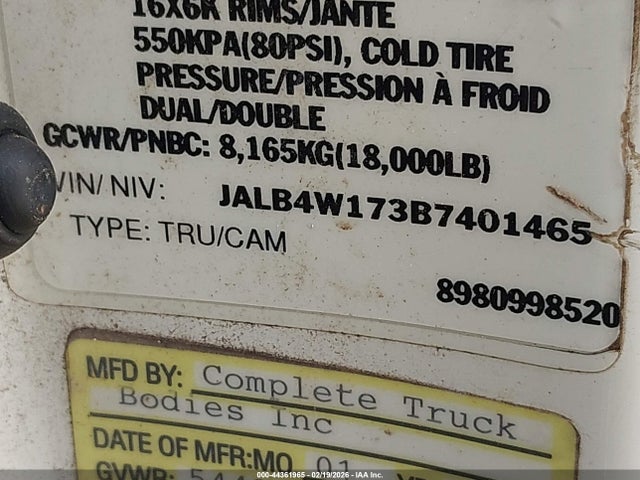 16X6K RIMS/JANTE
550KPA(80PSI), COLD TIRE
PRESSURE/PRESSION À FROID
DUAL/DOUBLE
GCWR/PNBC: 8,165KG(18,000LB)
VIN/ NIV: JALB4W173B7401465
TYPE: TRU/CAM
8980998520
MFD BY: Complete Truck
Bodies Inc
DATE OF MFR:MO 01
GVWR:
000-44361965 - 02/19/2026 - IAA Inc.